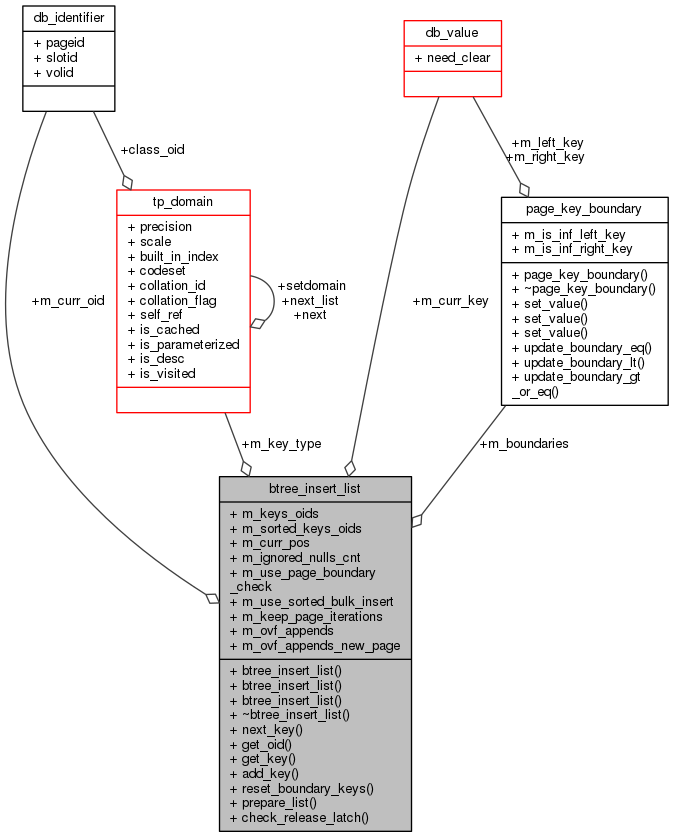 db_identifier
+ pageid
+ slotid
+ volid
db_value
+ need_clear
+class_oid
+m_left_key
+m_right_key
tp_domain
+ precision
+ scale
+ built_in_index
+ codeset
+ collation_id
+ collation_flag
+ self_ref
+ is_cached
+ is_parameterized
+ is_desc
+ is_visited
+setdomain
+next_list
+next
page_key_boundary
+ m_is_inf_left_key
+ m_is_inf_right_key
+ page_key_boundary()
+ ~page_key_boundary()
+ set_value()
+ set_value()
+ set_value()
+ update_boundary_eq()
+ update_boundary_lt()
+ update_boundary_gt
_or_eq()
+m_curr_oid
+m_curr_key
+m_key_type
+m_boundaries
btree_insert_list
+ m_keys_oids
+ m_sorted_keys_oids
+ m_curr_pos
+ m_ignored_nulls_cnt
+ m_use_page_boundary
_check
+ m_use_sorted_bulk_insert
+ m_keep_page_iterations
+ m_ovf_appends
+ m_ovf_appends_new_page
+ btree_insert_list()
+ btree_insert_list()
+ btree_insert_list()
+ ~btree_insert_list()
+ next_key()
+ get_oid()
+ get_key()
+ add_key()
+ reset_boundary_keys()
+ prepare_list()
+ check_release_latch()